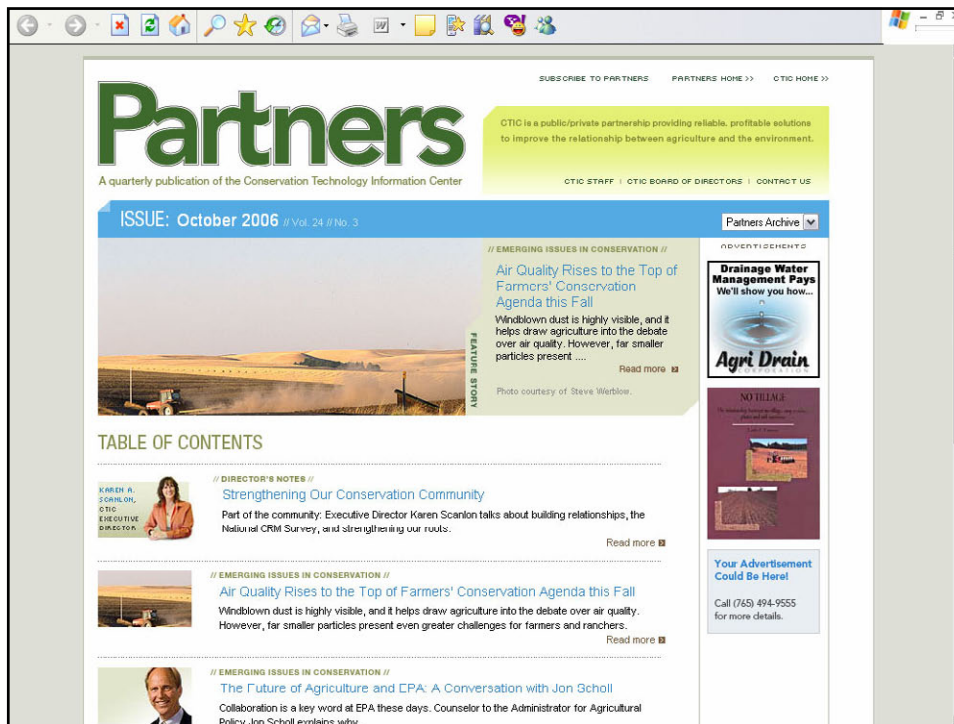 SUBSCRIBE TO PARTNERS PARTNERS HOME >> CTIC HOME >>
Partners
A quarterly publication of the Conservation Technology Information Center
CTIC is a public/private partnership providing reliable, profitable solutions
to improve the relationship between agriculture and the environment.
CTIC STAFF | CTIC BOARD OF DIRECTORS | CONTACT US
ISSUE: October 2006 // Vol. 24 // No. 3
Partners Archive
FEATURE STORY
// EMERGING ISSUES IN CONSERVATION //
Air Quality Rises to the Top of
Farmers' Conservation
Agenda this Fall
Windblown dust is highly visible, and it
helps draw agriculture into the debate
over air quality. However, far smaller
particles present ....
Read more
Photo courtesy of Steve Werblow.
ADVERTISEMENTS
Drainage Water
Management Pays
We'll show you how...
Agri Drain
CORPORATION
NO TILLAGE
TABLE OF CONTENTS
KAREN A.
SCANLON,
CTIC
EXECUTIVE
DIRECTOR
// DIRECTOR'S NOTES //
Strengthening Our Conservation Community
Part of the community: Executive Director Karen Scanlon talks about building relationships, the
National CRM Survey, and strengthening our roots.
Read more
// EMERGING ISSUES IN CONSERVATION //
Air Quality Rises to the Top of Farmers' Conservation Agenda this Fall
Windblown dust is highly visible, and it helps draw agriculture into the debate over air quality.
However, far smaller particles present even greater challenges for farmers and ranchers.
Read more
Your Advertisement
Could Be Here!
Call (765) 494-9555
for more details.
// EMERGING ISSUES IN CONSERVATION //
The Future of Agriculture and EPA: A Conversation with Jon Scholl
Collaboration is a key word at EPA these days. Counselor to the Administrator for Agricultural
Policy Jon Scholl explains why